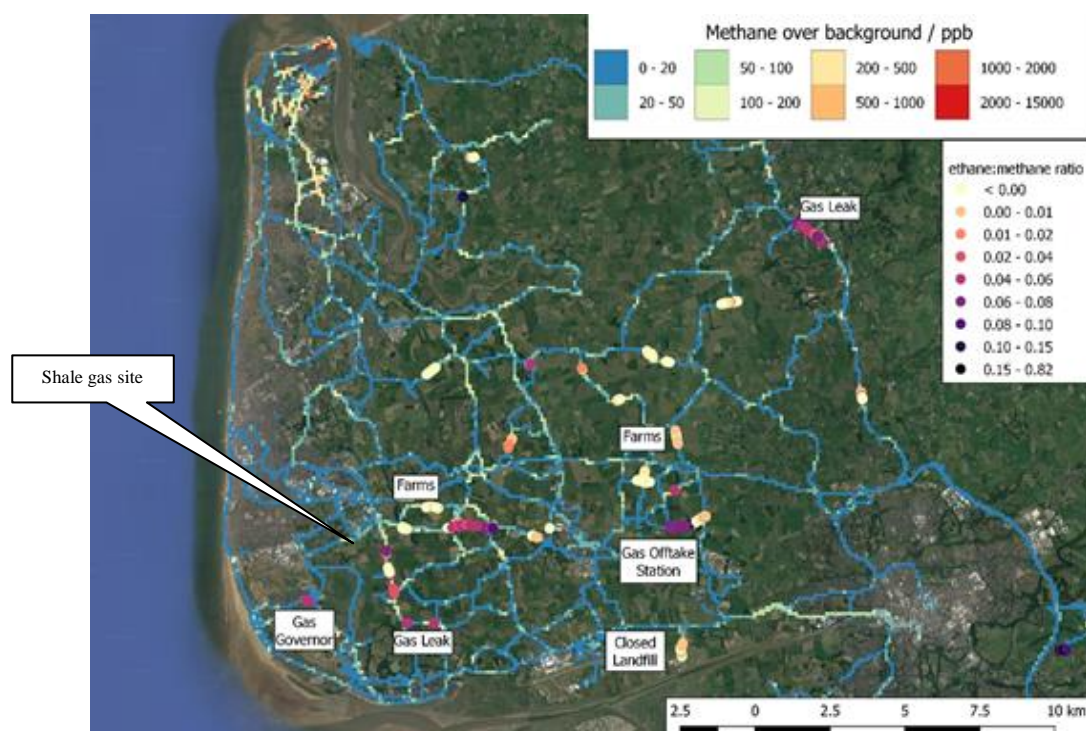 Methane over background / ppb
0 - 20
50 - 100
200 - 500
1000 - 2000
20 - 50
100 - 200
500 - 1000
2000 - 15000
ethane:methane ratio
< 0.00
0.00 - 0.01
0.01 - 0.02
0.02 - 0.04
0.04 - 0.06
0.06 - 0.08
0.08 - 0.10
0.10 - 0.15
0.15 - 0.82
Gas Leak
Shale gas site
Farms
Farms
Gas Offtake
Station
Gas
Governor
Gas Leak
Closed
Landfill
2.5 0 2.5 5 7.5 10 km